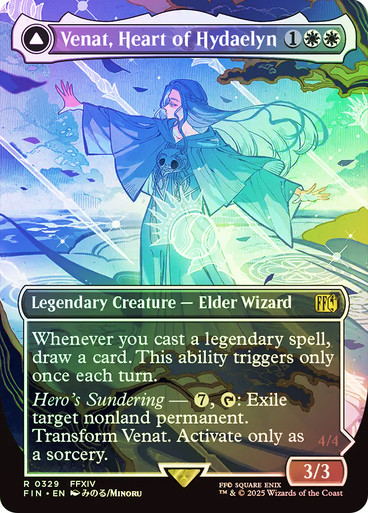 Venat, Heart of Hydaelyn 1
Legendary Creature — Elder Wizard
Whenever you cast a legendary spell,
draw a card. This ability triggers only
once each turn.
Hero's Sundering — 7, : Exile
target nonland permanent.
Transform Venat. Activate only as
a sorcery.
4/4
3/3
R 0329 FFXIV
FIN • EN みのる/Minoru
FF© SQUARE ENIX
™ & © 2025 Wizards of the Coast